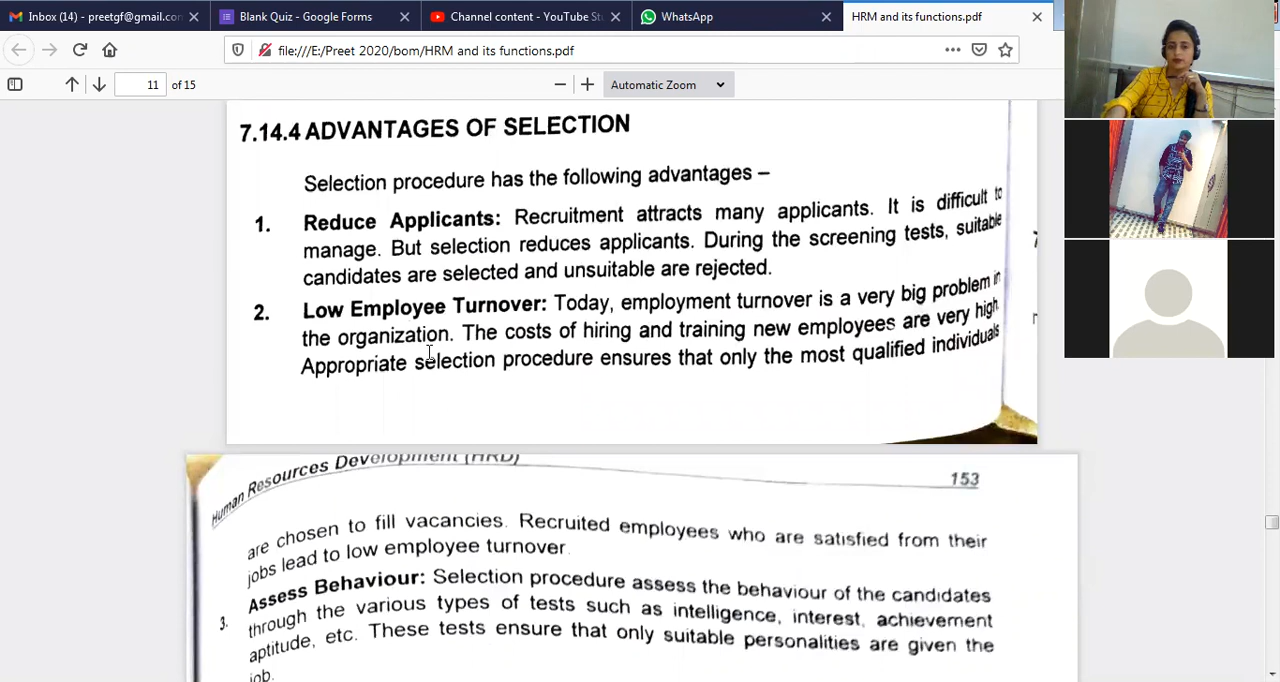 Inbox (14) - preetgf@gmail.con
Blank Quiz - Google Forms
Channel content - YouTube St
WhatsApp
HRM and its functions.pdf
file:///E:/Preet 2020/bom/HRM and its functions.pdf
11 of 15
Automatic Zoom
7.14.4 ADVANTAGES OF SELECTION
Selection procedure has the following advantages –
1. Reduce Applicants: Recruitment attracts many applicants. It is difficult to
manage. But selection reduces applicants. During the screening tests, suitable
candidates are selected and unsuitable are rejected.
2. Low Employee Turnover: Today, employment turnover is a very big problem in
the organization. The costs of hiring and training new employees are very high.
Appropriate selection procedure ensures that only the most qualified individuals
Human Resources Development (HRD)
153
are chosen to fill vacancies. Recruited employees who are satisfied from their
jobs lead to low employee turnover.
3. Assess Behaviour: Selection procedure assess the behaviour of the candidates
through the various types of tests such as intelligence, interest, achievement
aptitude, etc. These tests ensure that only suitable personalities are given the
job.